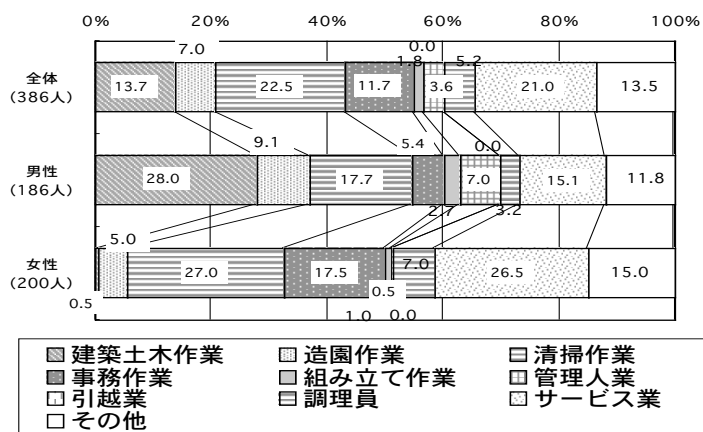 0% 20% 40% 60% 80% 100%
7.0 0.0
1.8 5.2
全体 13.7 22.5 11.7 3.6 21.0 13.5
(386人)
9.1 5.4 0.0
男性 28.0 17.7 7.0 15.1 11.8
(186人)
2.7 3.2
5.0
女性 27.0 17.5 7.0 26.5 15.0
(200人)
0.5 0.5
1.0 0.0
建築土木作業 造園作業 清掃作業
事務作業 組み立て作業 管理人業
引越業 調理員 サービス業
その他